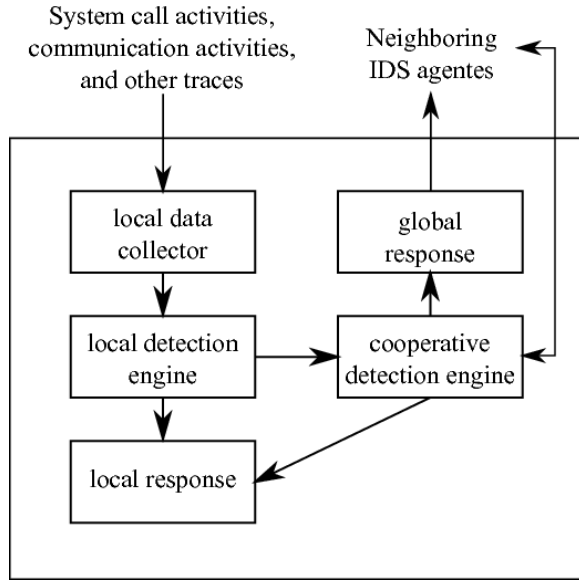 System call activities,
communication activities,
and other traces
Neighboring
IDS agentes
local data
collector
global
response
local detection
engine
cooperative
detection engine
local response